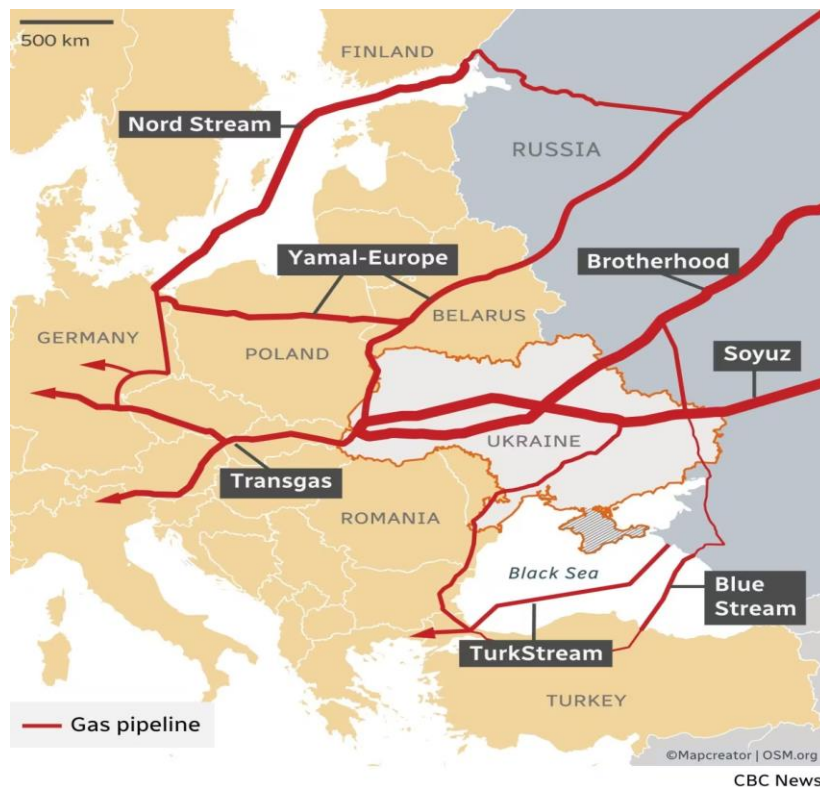 500 km
FINLAND
Nord Stream
RUSSIA
Yamal-Europe
Brotherhood
BELARUS
GERMANY
POLAND
Soyuz
UKRAINE
Transgas
ROMANIA
Black Sea
Blue
Stream
TurkStream
TURKEY
Gas pipeline
©Mapcreator | OSM.org
CBC News